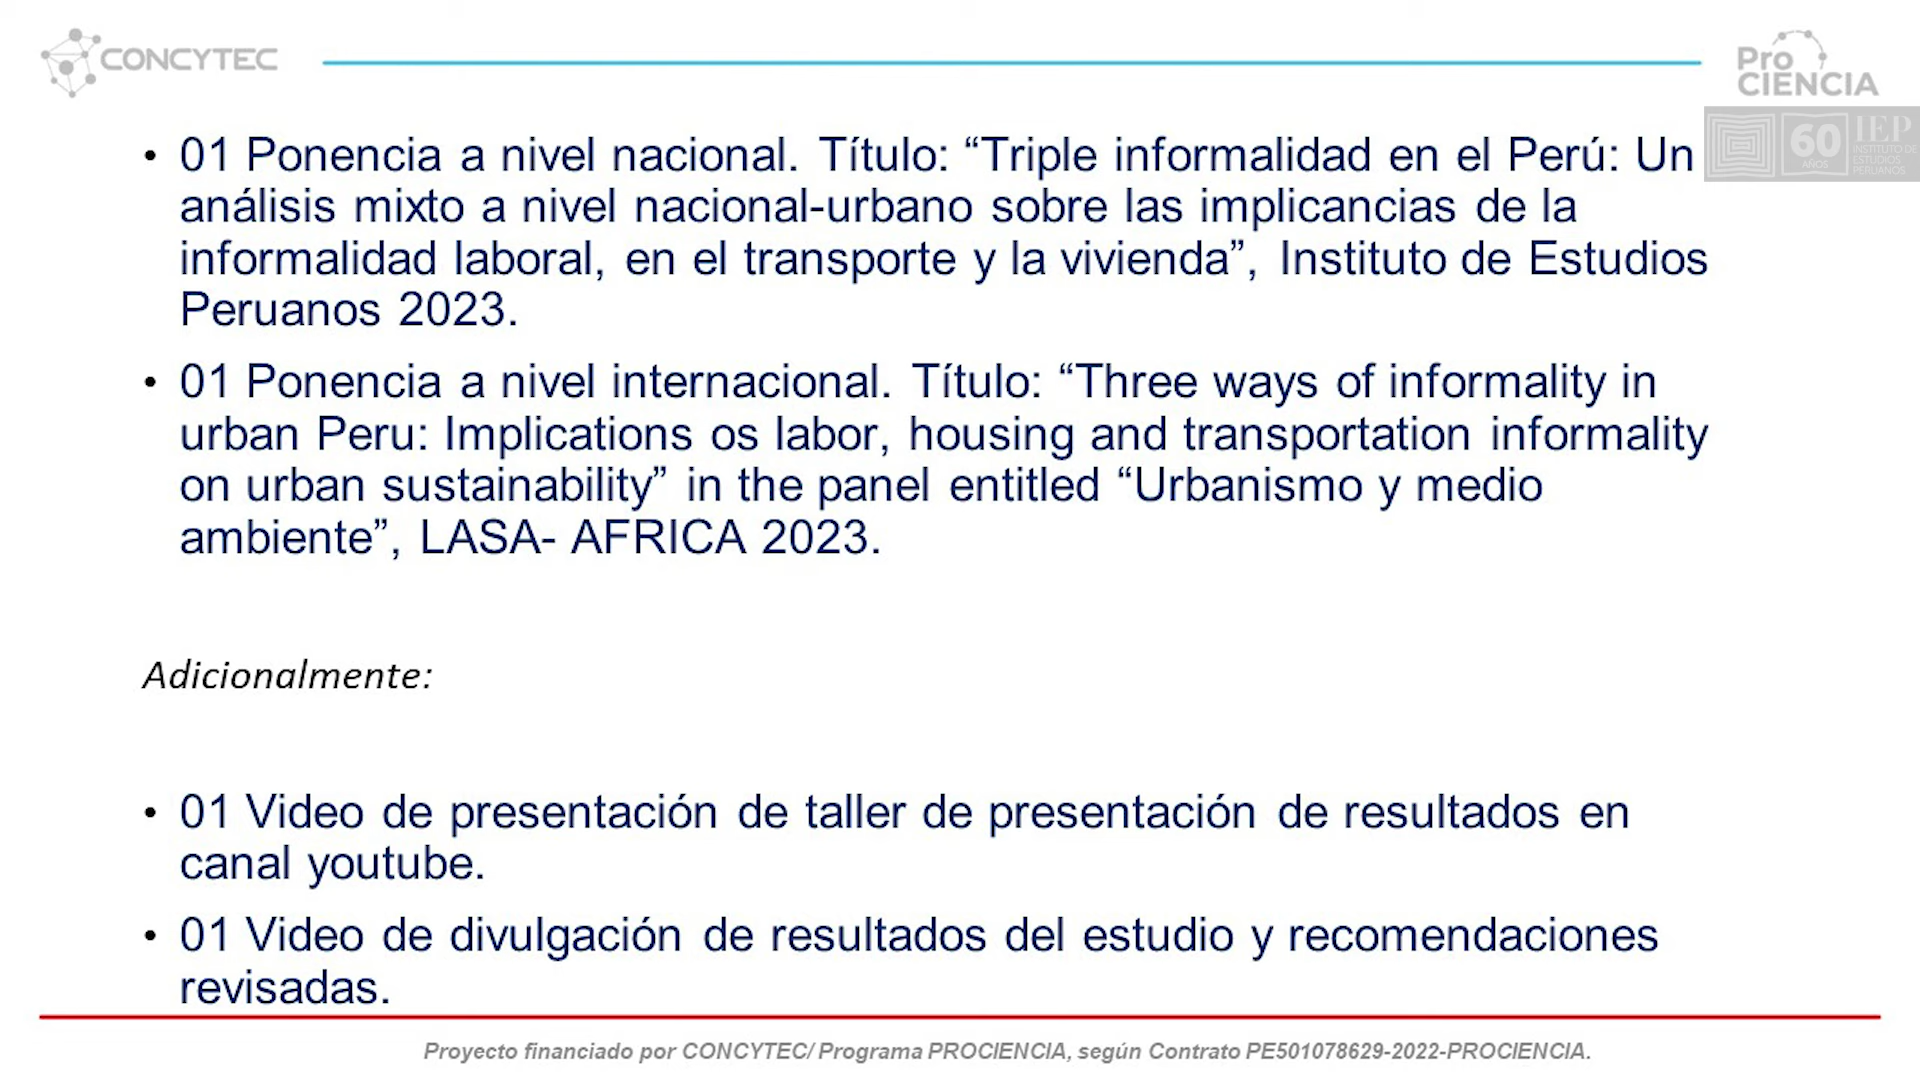 CONCYTEC
Pro
CIENCIA
60
AÑOS
IEP
INSTITUTO DE
ESTUDIOS
PERUANOS
• 01 Ponencia a nivel nacional. Título: “Triple informalidad en el Perú: Un
análisis mixto a nivel nacional-urbano sobre las implicancias de la
informalidad laboral, en el transporte y la vivienda”, Instituto de Estudios
Peruanos 2023.
• 01 Ponencia a nivel internacional. Título: “Three ways of informality in
urban Peru: Implications os labor, housing and transportation informality
on urban sustainability” in the panel entitled “Urbanismo y medio
ambiente”, LASA- AFRICA 2023.
Adicionalmente:
• 01 Video de presentación de taller de presentación de resultados en
canal youtube.
• 01 Video de divulgación de resultados del estudio y recomendaciones
revisadas.
Proyecto financiado por CONCYTEC/ Programa PROCIENCIA, según Contrato PE501078629-2022-PROCIENCIA.